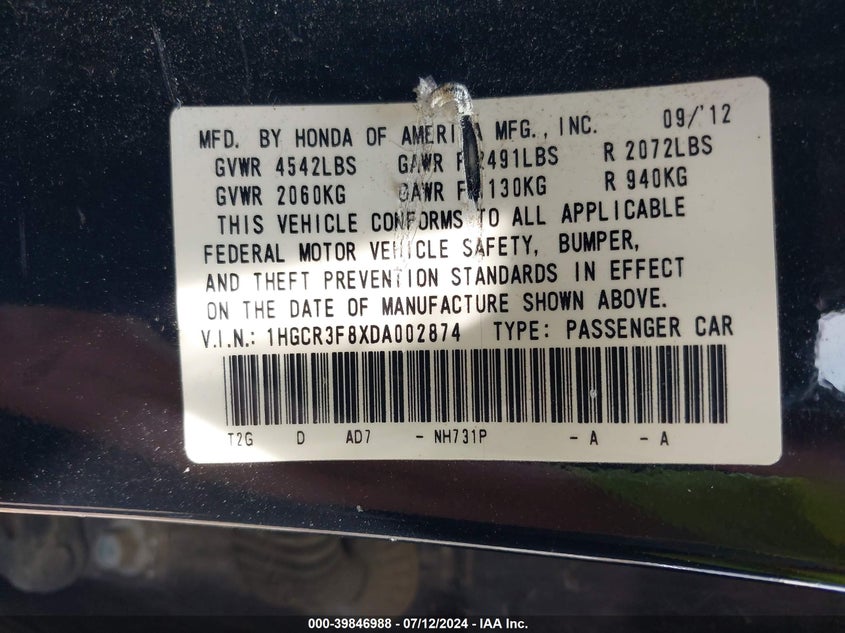 MFD. BY HONDA OF AMERICA MFG., INC. 09/'12
GVWR 4542LBS GAWR F 2491LBS R 2072LBS
GVWR 2060KG GAWR F 1130KG R 940KG
THIS VEHICLE CONFORMS TO ALL APPLICABLE
FEDERAL MOTOR VEHICLE SAFETY, BUMPER,
AND THEFT PREVENTION STANDARDS IN EFFECT
ON THE DATE OF MANUFACTURE SHOWN ABOVE.
V.I.N.: 1HGCR3F8XDA002874 TYPE: PASSENGER CAR
T2G D AD7 - NH731P - A - A
000-39846988 - 07/12/2024 - IAA Inc.